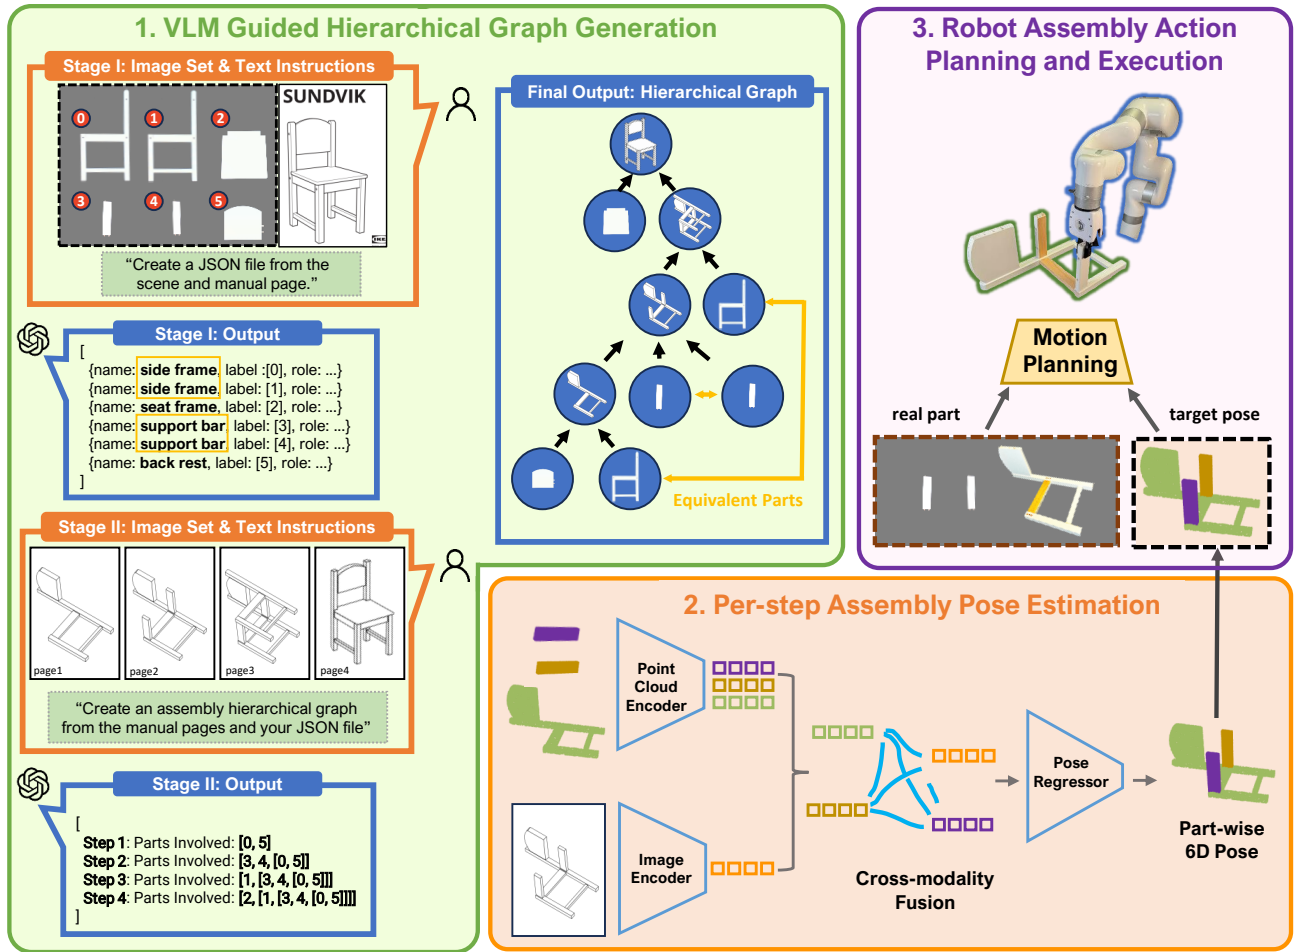 1. VLM Guided Hierarchical Graph Generation
Stage I: Image Set & Text Instructions
0
1
2
3
4
5
SUNDVIK
“Create a JSON file from the
scene and manual page.”
Stage I: Output
[
{name: side frame, label :[0], role: ...}
{name: side frame, label: [1], role: ...}
{name: seat frame, label: [2], role: ...}
{name: support bar, label: [3], role: ...}
{name: support bar, label: [4], role: ...}
{name: back rest, label: [5], role: ...}
]
Stage II: Image Set & Text Instructions
page1
page2
page3
page4
“Create an assembly hierarchical graph
from the manual pages and your JSON file”
Stage II: Output
[
Step 1: Parts Involved: [0, 5]
Step 2: Parts Involved: [3, 4, [0, 5]]
Step 3: Parts Involved: [1, [3, 4, [0, 5]]]
Step 4: Parts Involved: [2, [1, [3, 4, [0, 5]]]]
]
Final Output: Hierarchical Graph
Equivalent Parts
3. Robot Assembly Action
Planning and Execution
Motion
Planning
real part
target pose
2. Per-step Assembly Pose Estimation
Point
Cloud
Encoder
Image
Encoder
Cross-modality
Fusion
Pose
Regressor
Part-wise
6D Pose